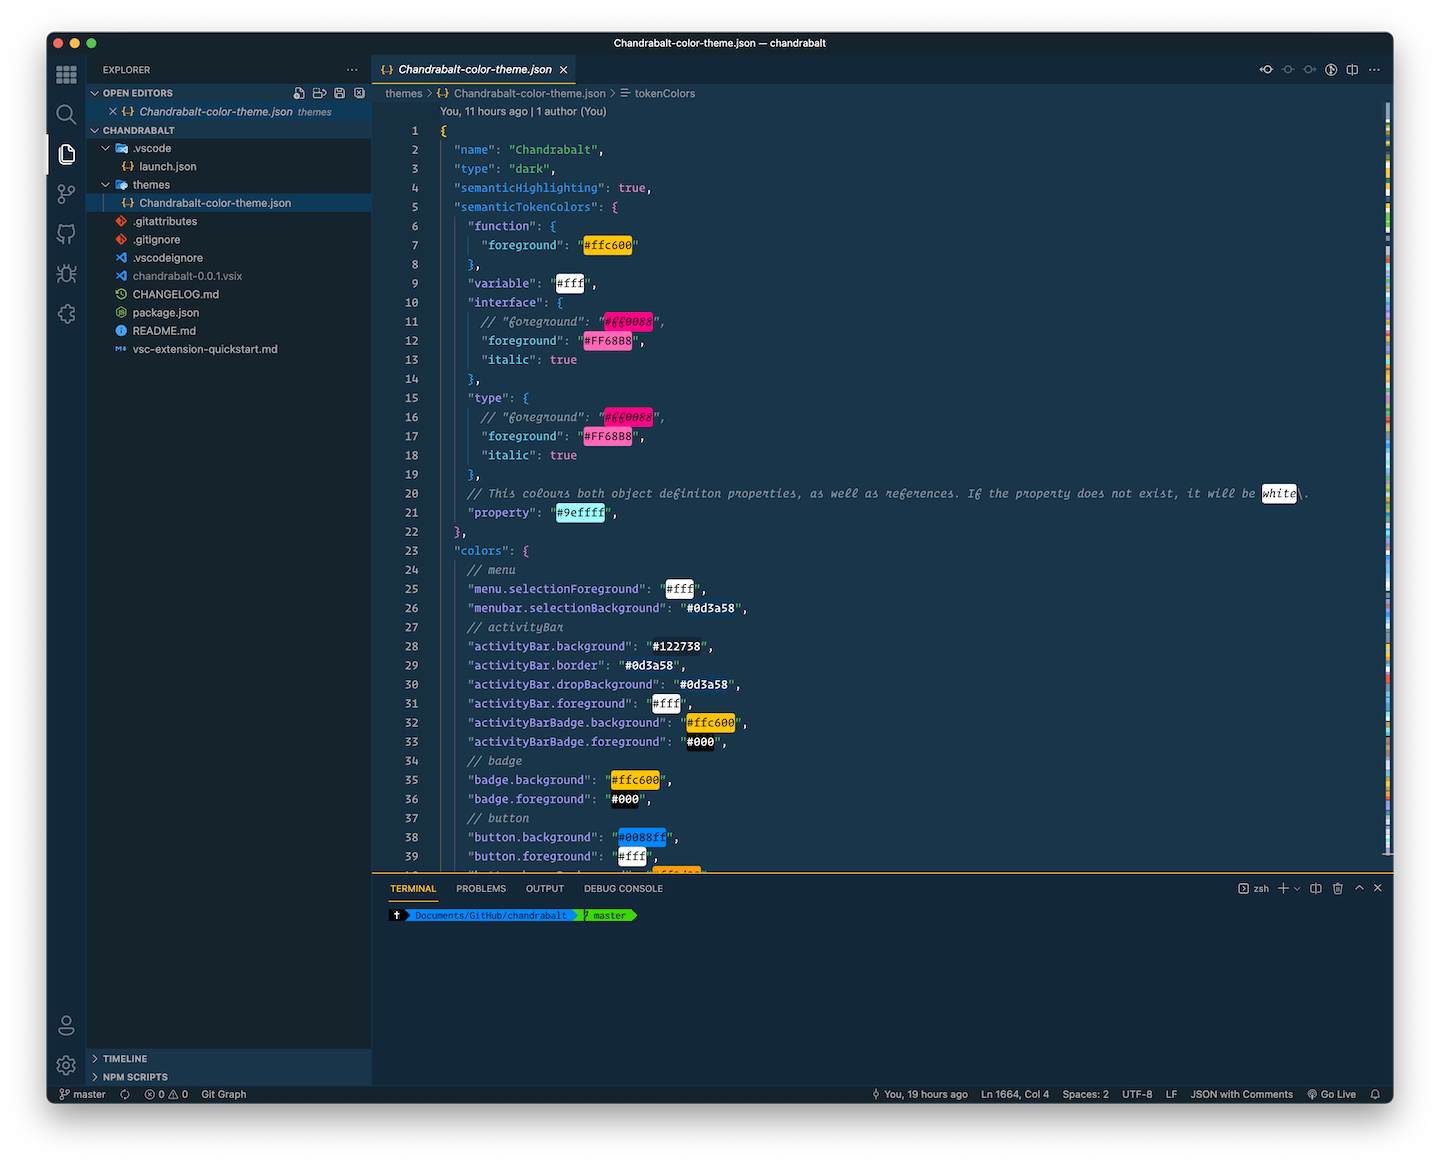 Chandrabalt-color-theme.json — chandrabalt
EXPLORER
OPEN EDITORS
Chandrabalt-color-theme.json themes
CHANDRABALT
.vscode
launch.json
themes
Chandrabalt-color-theme.json
.gitattributes
.gitignore
.vscodeignore
chandrabalt-0.0.1.vsix
CHANGELOG.md
package.json
README.md
vsc-extension-quickstart.md
TIMELINE
NPM SCRIPTS
Chandrabalt-color-theme.json
themes > {..} Chandrabalt-color-theme.json > tokenColors
You, 11 hours ago | 1 author (You)
1 {
2 "name": "Chandrabalt",
3 "type": "dark",
4 "semanticHighlighting": true,
5 "semanticTokenColors": {
6 "function": {
7 "foreground": "#ffc600"
8 },
9 "variable": "#fff",
10 "interface": {
11 // "foreground": "#ff0088",
12 "foreground": "#FF68B8",
13 "italic": true
14 },
15 "type": {
16 // "foreground": "#ff0088",
17 "foreground": "#FF68B8",
18 "italic": true
19 },
20 // This colours both object definiton properties, as well as references. If the property does not exist, it will be white\.
21 "property": "#9effff",
22 },
23 "colors": {
24 // menu
25 "menu.selectionForeground": "#fff",
26 "menubar.selectionBackground": "#0d3a58",
27 // activityBar
28 "activityBar.background": "#122738",
29 "activityBar.border": "#0d3a58",
30 "activityBar.dropBackground": "#0d3a58",
31 "activityBar.foreground": "#fff",
32 "activityBarBadge.background": "#ffc600",
33 "activityBarBadge.foreground": "#000",
34 // badge
35 "badge.background": "#ffc600",
36 "badge.foreground": "#000",
37 // button
38 "button.background": "#0088ff",
39 "button.foreground": "#fff",
TERMINAL PROBLEMS OUTPUT DEBUG CONSOLE
zsh
Documents/GitHub/chandrabalt master
master 0 0 Git Graph
You, 19 hours ago Ln 1664, Col 4 Spaces: 2 UTF-8 LF JSON with Comments Go Live